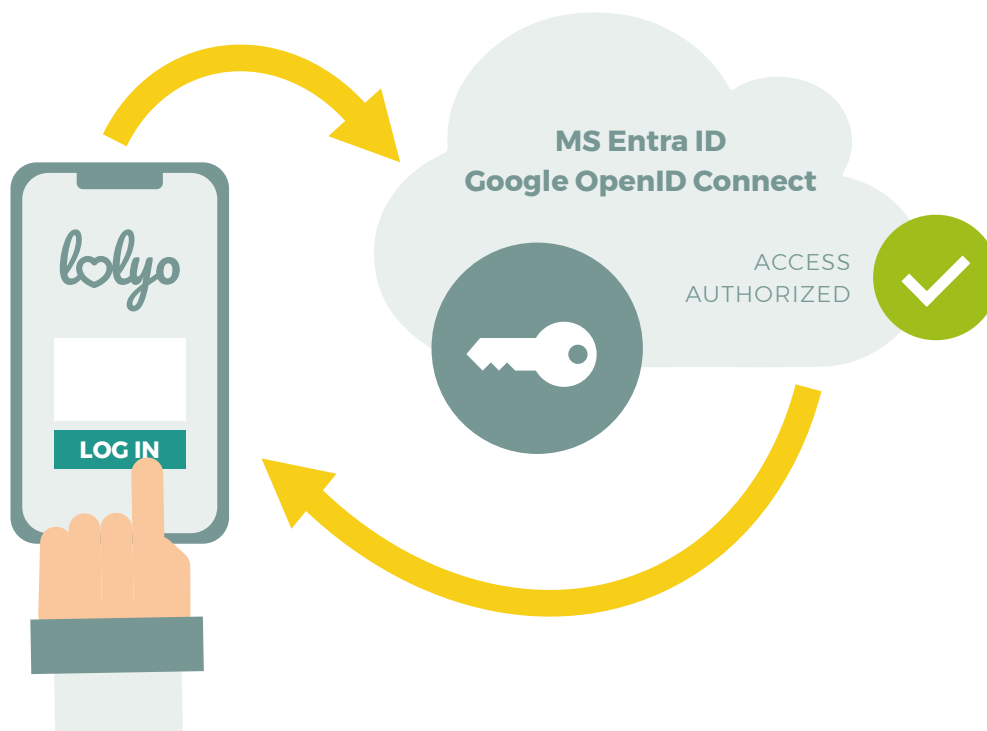 MS Entra ID
Google OpenID Connect
ACCESS
AUTHORIZED
lolyo
LOG IN